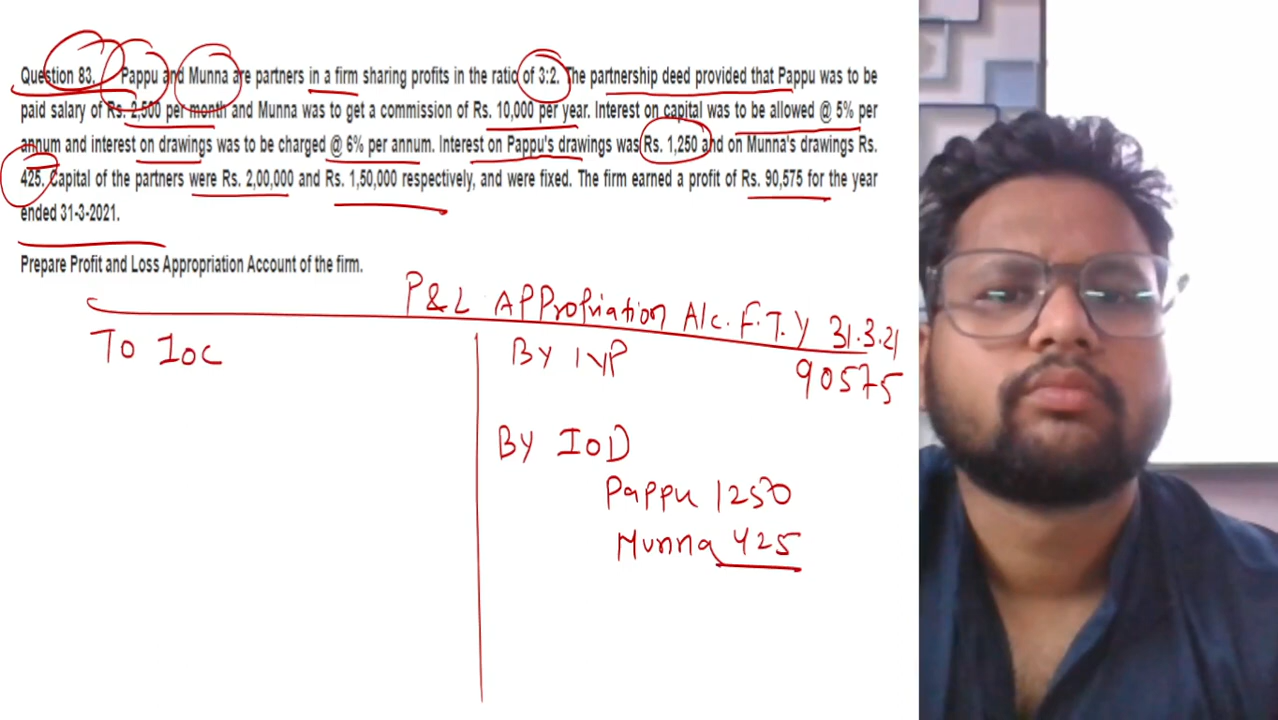 Question 83. Pappu and Munna are partners in a firm sharing profits in the ratio of 3:2. The partnership deed provided that Pappu was to be
paid salary of Rs. 2,500 per month and Munna was to get a commission of Rs. 10,000 per year. Interest on capital was to be allowed @ 5% per
annum and interest on drawings was to be charged @ 6% per annum. Interest on Pappu's drawings was Rs. 1,250 and on Munna's drawings Rs.
425. Capital of the partners were Rs. 2,00,000 and Rs. 1,50,000 respectively, and were fixed. The firm earned a profit of Rs. 90,575 for the year
ended 31-3-2021.
Prepare Profit and Loss Appropriation Account of the firm.
P&L APPropriation A/c. F.T.Y 31.3.21
To IOC
BY
90575
BY IOD
Pappu 1250
Munna 425